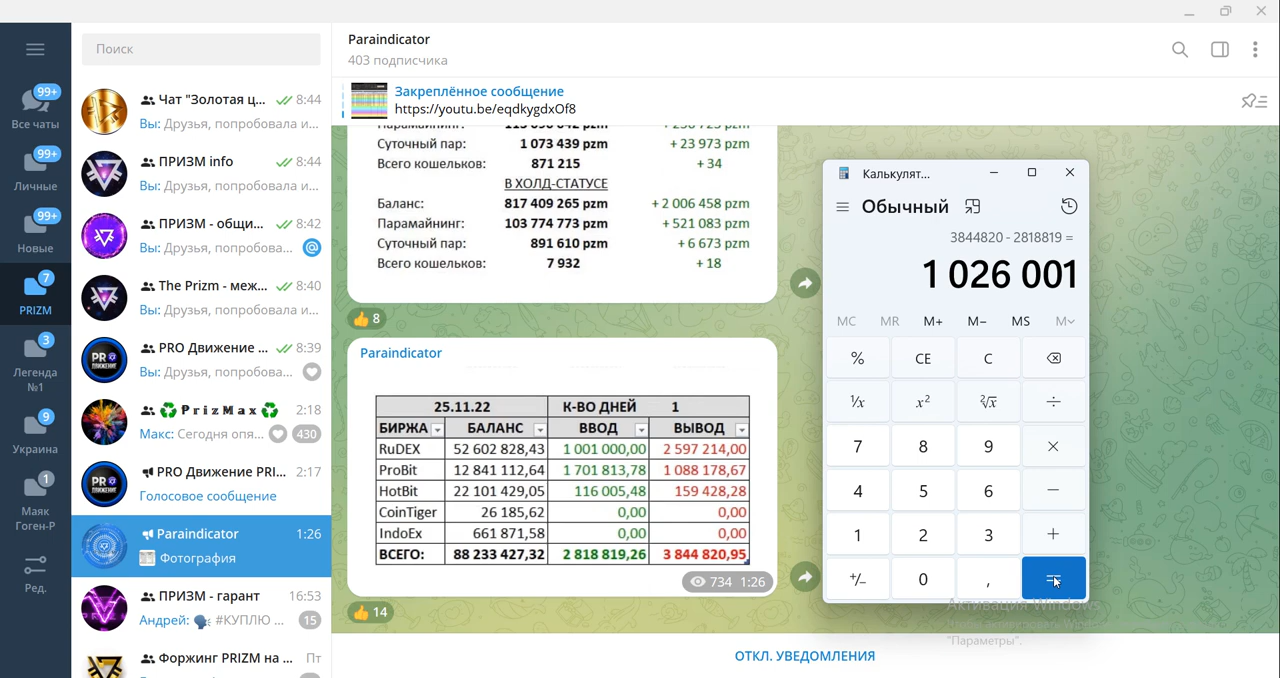 Поиск
Paraindicator
403 подписчика
Закреплённое сообщение
https://youtu.be/eqdkygdxOf8
99+
Все чаты
99+
Личные
99+
Новые
7
PRIZM
3
Легенда
№1
9
Украина
1
Маяк
Гоген-Р
Ред.
Чат "Золотая ц... 8:44
Вы: Друзья, попробовала и...
ПРИЗМ info 8:44
Вы: Друзья, попробовала и...
ПРИЗМ - общи... 8:42
Вы: Друзья, попробова... @
The Prizm - меж... 8:40
Вы: Друзья, попробовала и...
PRO Движение ... 8:39
Вы: Друзья, попробова...
PrizMax 2:18
Макс: Сегодня опя... 430
PRO Движение PRI... 2:17
Голосовое сообщение
Paraindicator 1:26
Фотография
ПРИЗМ - гарант 16:53
Андрей: #КУПЛЮ ... 15
Форжинг PRIZM на ... Пт
Суточный пар: 1 073 439 pzm +23 973 pzm
Всего кошельков: 871 215 +34
В ХОЛД-СТАТУСЕ
Баланс: 817 409 265 pzm +2 006 458 pzm
Парамайнинг: 103 774 773 pzm +521 083 pzm
Суточный пар: 891 610 pzm +6 673 pzm
Всего кошельков: 7 932 +18
8
Paraindicator
25.11.22 К-ВО ДНЕЙ 1
БИРЖА БАЛАНС ВВОД ВЫВОД
RuDEX 52 602 828,43 1 001 000,00 2 597 214,00
ProBit 12 841 112,64 1 701 813,78 1 088 178,67
HotBit 22 101 429,05 116 005,48 159 428,28
CoinTiger 26 185,62 0,00 0,00
IndoEx 661 871,58 0,00 0,00
ВСЕГО: 88 233 427,32 2 818 819,26 3 844 820,95
734 1:26
14
ОТКЛ. УВЕДОМЛЕНИЯ
Калькулят...
Обычный
3844820 - 2818819 =
1 026 001
MC MR M+ M− MS M
% CE C
¹/x x² ²√x ÷
7 8 9 ×
4 5 6 −
1 2 3 +
+/− 0 , =
Активация Windows
"Параметры".